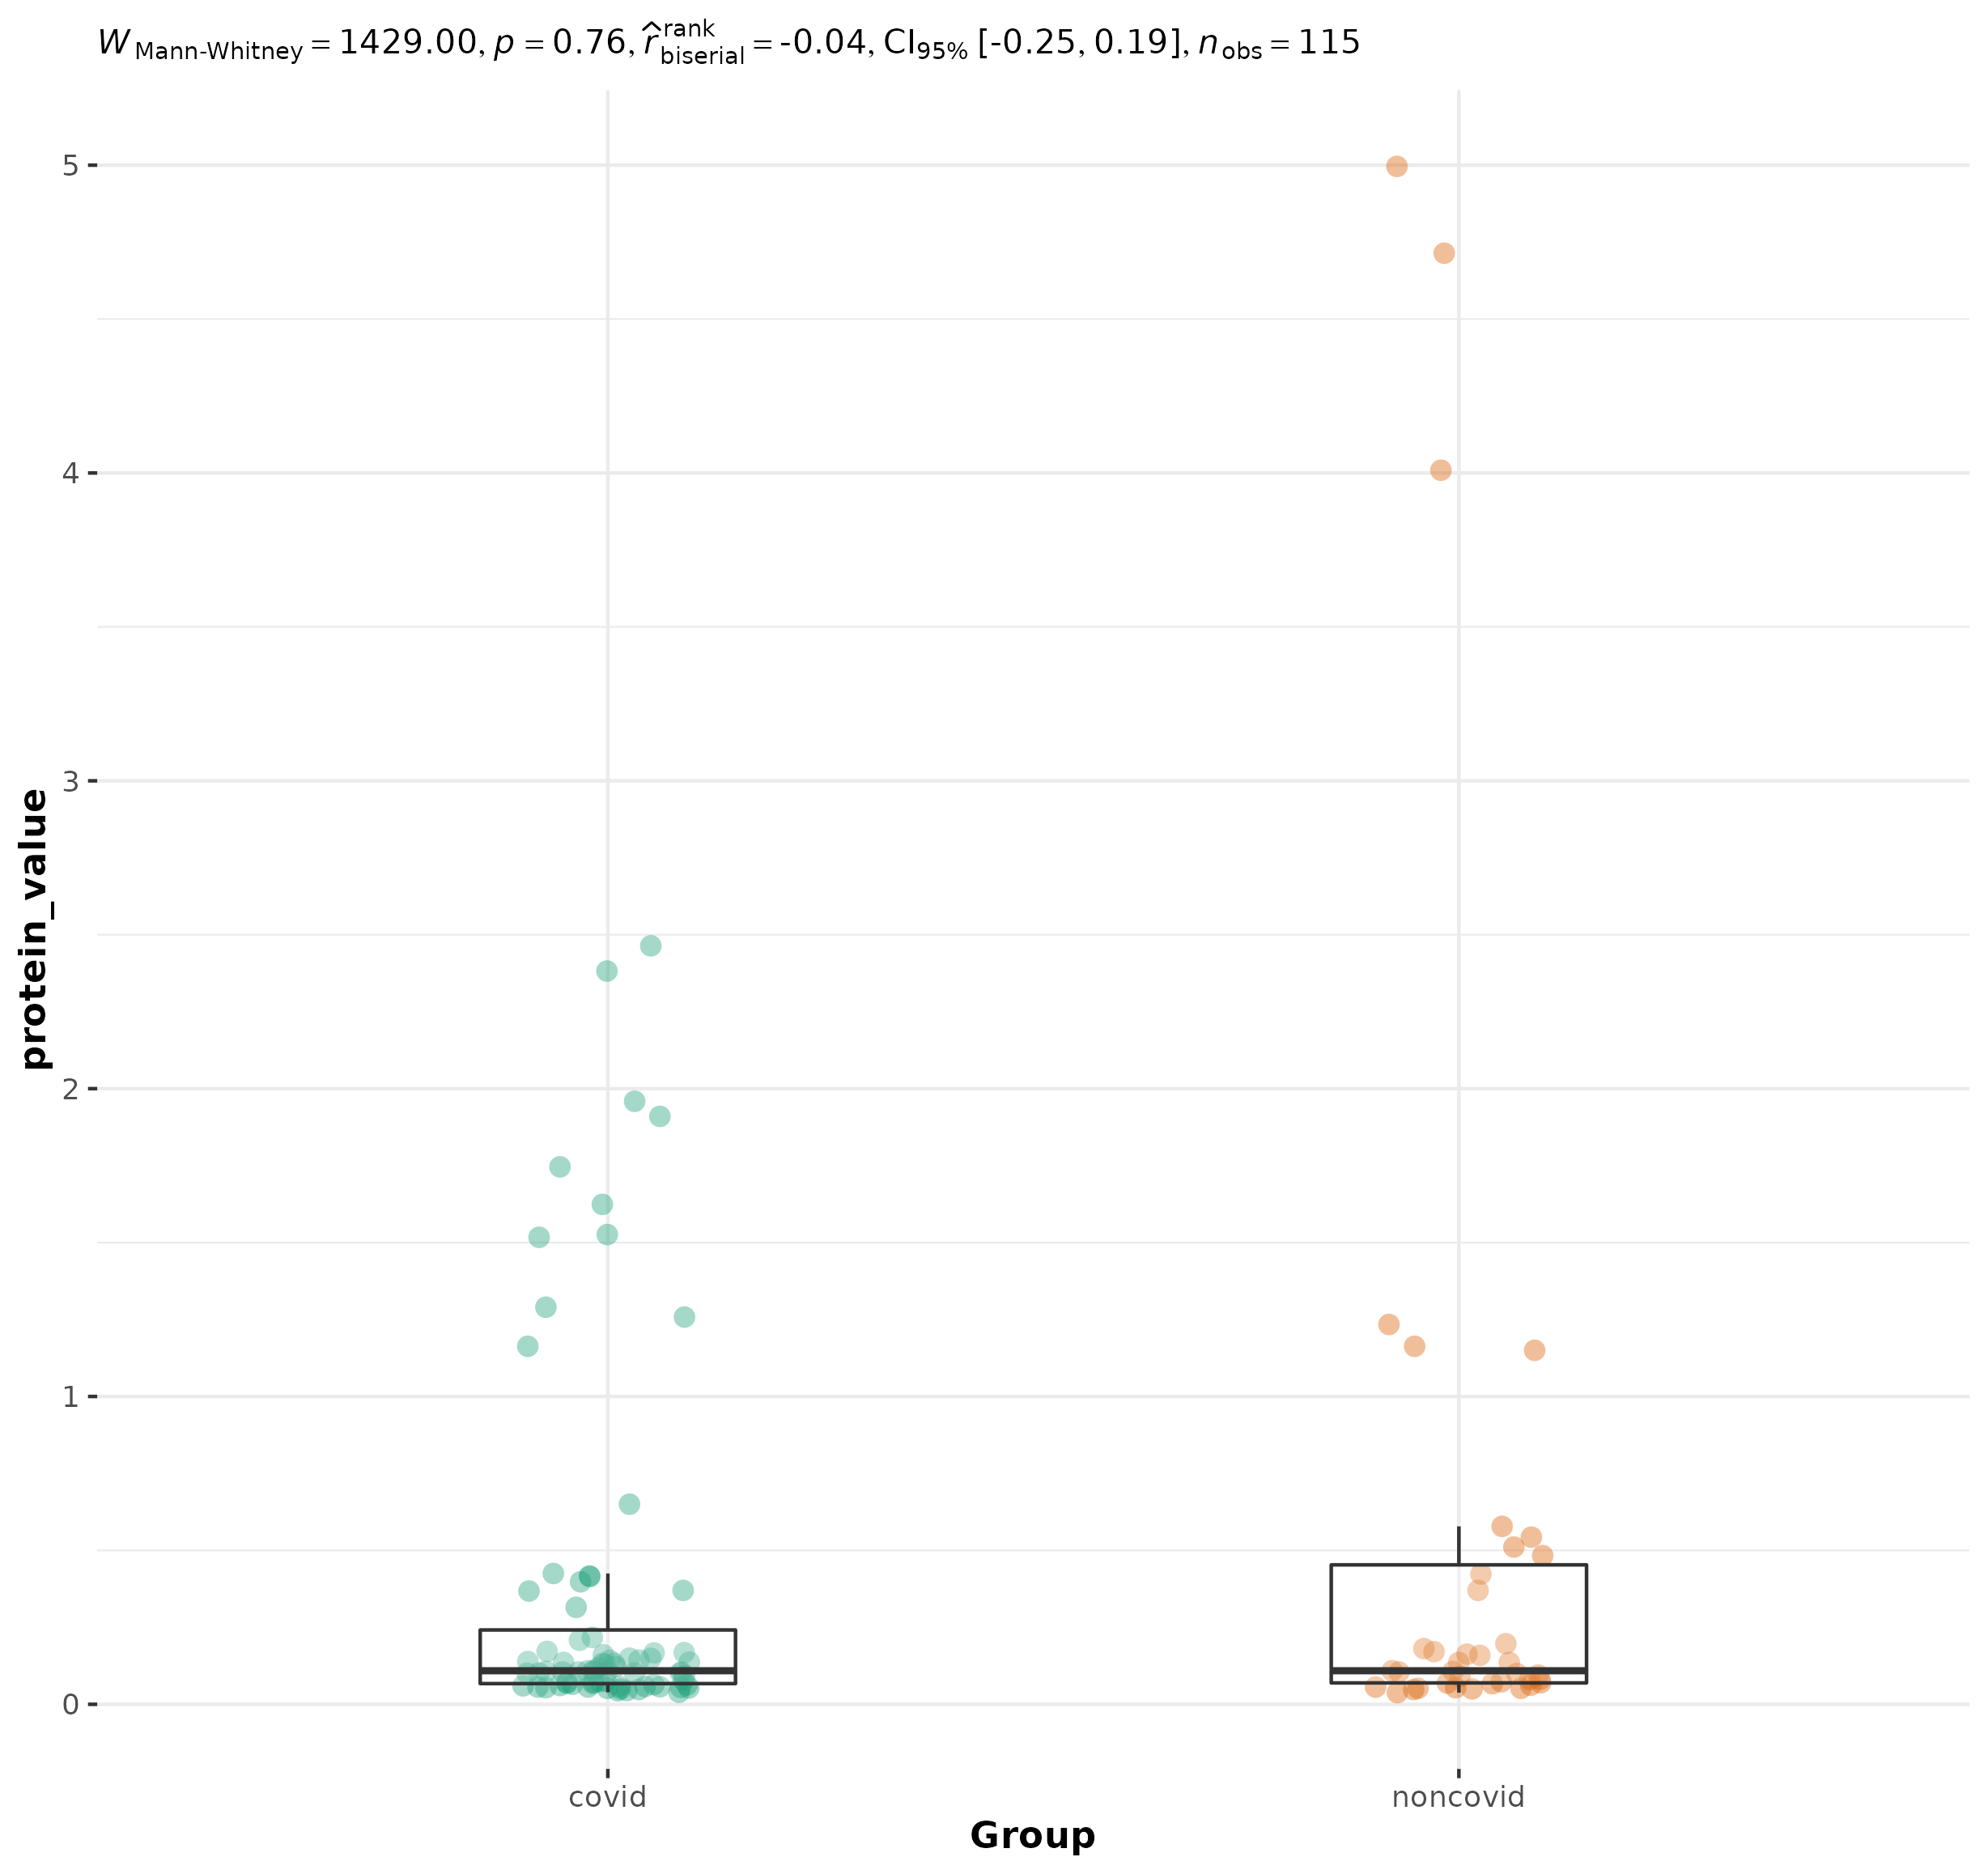 W Mann-Whitney = 1429.00, p = 0.76, r̂ rank biserial = -0.04, CI95% [-0.25, 0.19], nobs = 115
5
4
3
2
1
0
protein_value
covid noncovid
Group